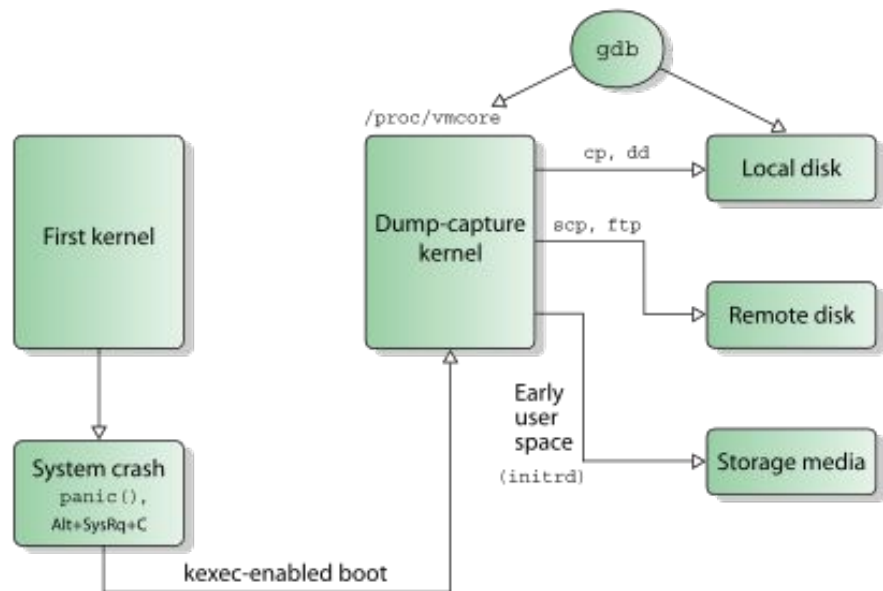 gdb
/proc/vmcore
First kernel
Dump-capture
kernel
cp, dd
Local disk
scp, ftp
Remote disk
Early
user
space
(initrd)
Storage media
System crash
panic(),
Alt+SysRq+C
kexec-enabled boot